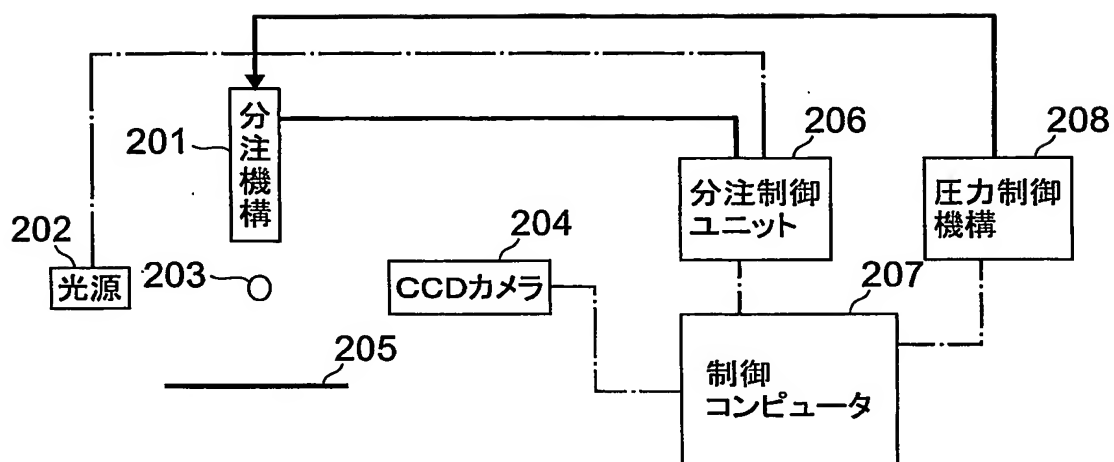 201
分注機構
206
208
分注制御
ユニット
圧力制御
機構
202
光源
203
204
CCDカメラ
207
制御
コンピュータ
205